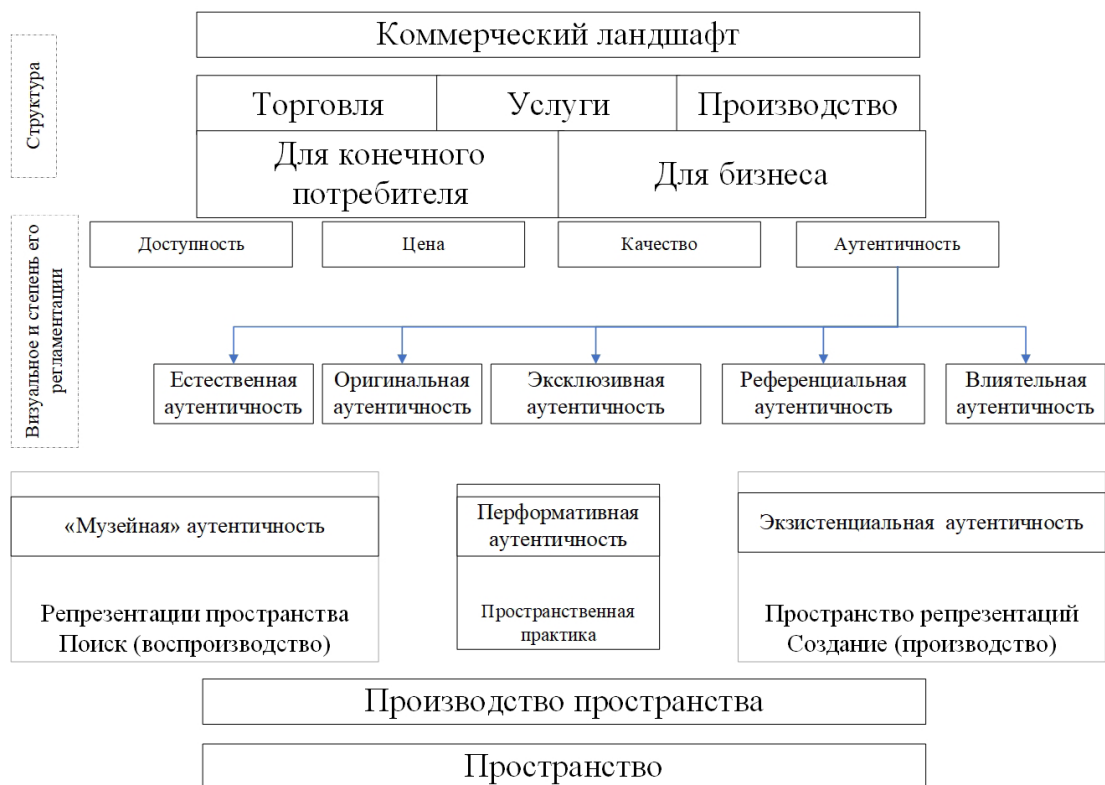 Коммерческий ландшафт
Структура
Торговля
Услуги
Производство
Для конечного
потребителя
Для бизнеса
Визуальное и степень его
регламентации
Доступность
Цена
Качество
Аутентичность
Естественная
аутентичность
Оригинальная
аутентичность
Эксклюзивная
аутентичность
Референциальная
аутентичность
Влиятельная
аутентичность
«Музейная» аутентичность
Репрезентации пространства
Поиск (воспроизводство)
Перформативная
аутентичность
Пространственная
практика
Экзистенциальная аутентичность
Пространство репрезентаций
Создание (производство)
Производство пространства
Пространство